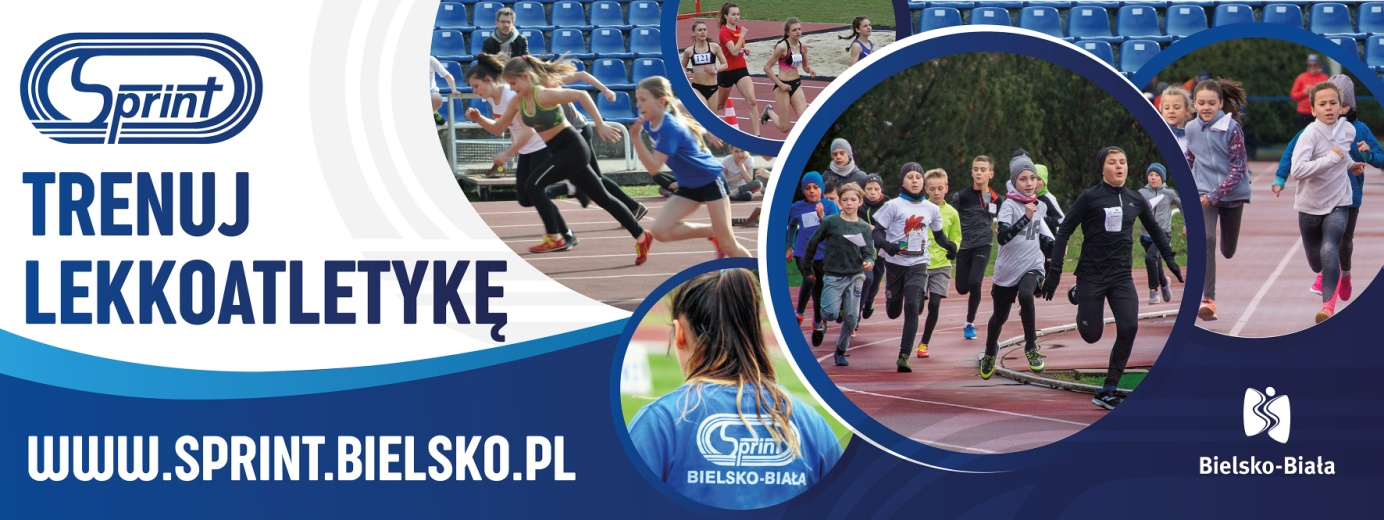 Sprint
TRENUJ
LEKKOATLETYKĘ
WWW.SPRINT.BIELSKO.PL
Sprint
BIELSKO-BIAŁA
Bielsko-Biała